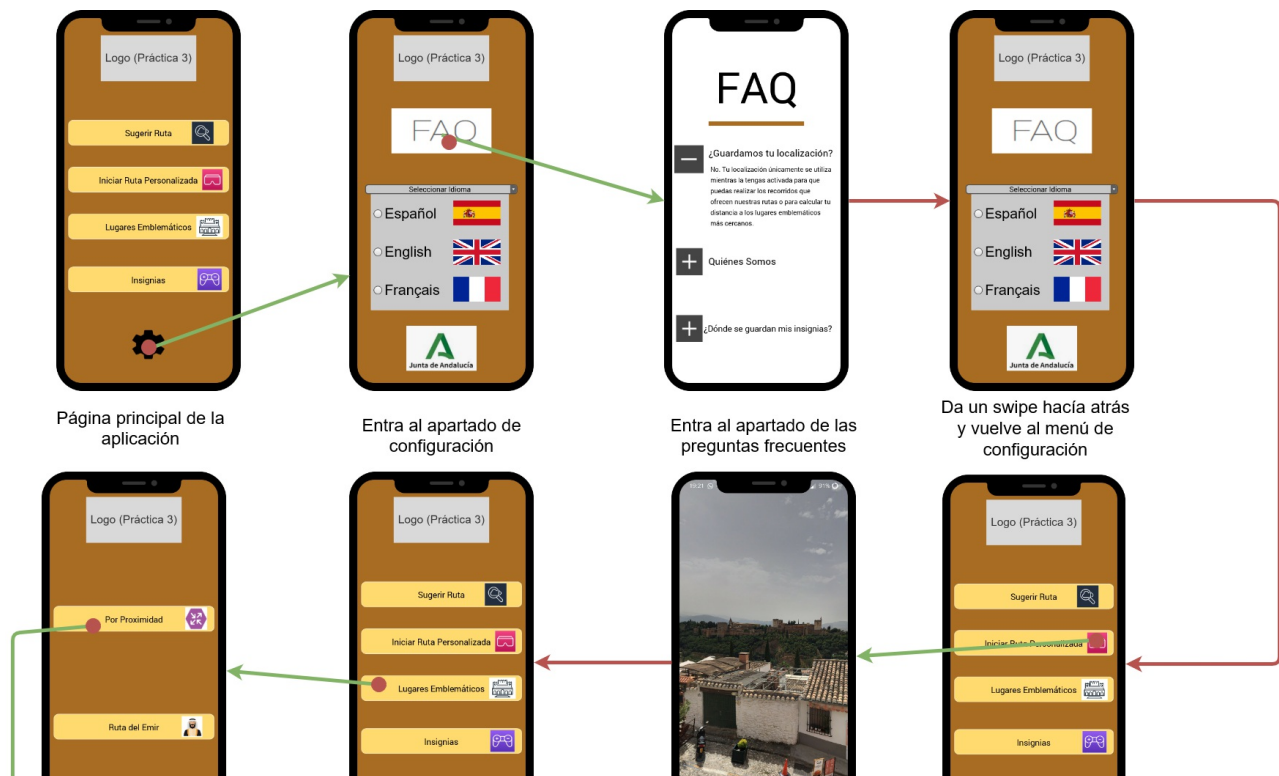 Logo (Práctica 3)
Sugerir Ruta
Iniciar Ruta Personalizada
Lugares Emblemáticos
Insignias
Página principal de la
aplicación
Logo (Práctica 3)
FAQ
Seleccionar Idioma
Español
English
Français
Junta de Andalucía
Entra al apartado de
configuración
FAQ
¿Guardamos tu localización?
No. Tu localización únicamente se utiliza
mientras la tengas activada para que
puedas realizar los recorridos que
ofrecen nuestras rutas o para calcular tu
distancia a los lugares emblemáticos
más cercanos.
Quiénes Somos
¿Dónde se guardan mis insignias?
Entra al apartado de las
preguntas frecuentes
Logo (Práctica 3)
FAQ
Seleccionar Idioma
Español
English
Français
Junta de Andalucía
Da un swipe hacía atrás
y vuelve al menú de
configuración
Logo (Práctica 3)
Por Proximidad
Ruta del Emir
Logo (Práctica 3)
Sugerir Ruta
Iniciar Ruta Personalizada
Lugares Emblemáticos
Insignias
19:21
81%
Logo (Práctica 3)
Sugerir Ruta
Iniciar Ruta Personalizada
Lugares Emblemáticos
Insignias